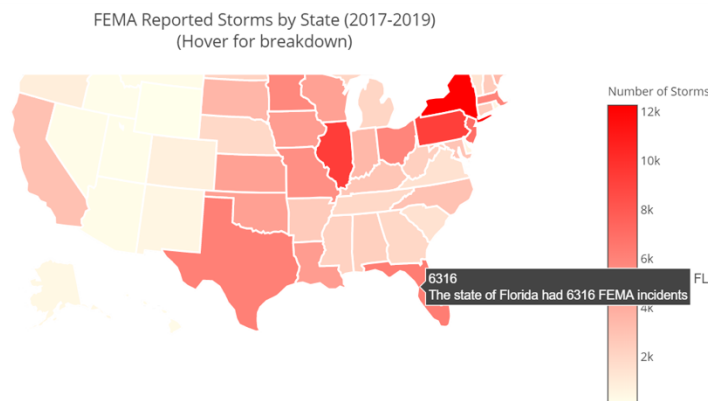 FEMA Reported Storms by State (2017-2019)
(Hover for breakdown)
Number of Storms
12k
10k
8k
6k
6316
The state of Florida had 6316 FEMA incidents
FL
4k
2k